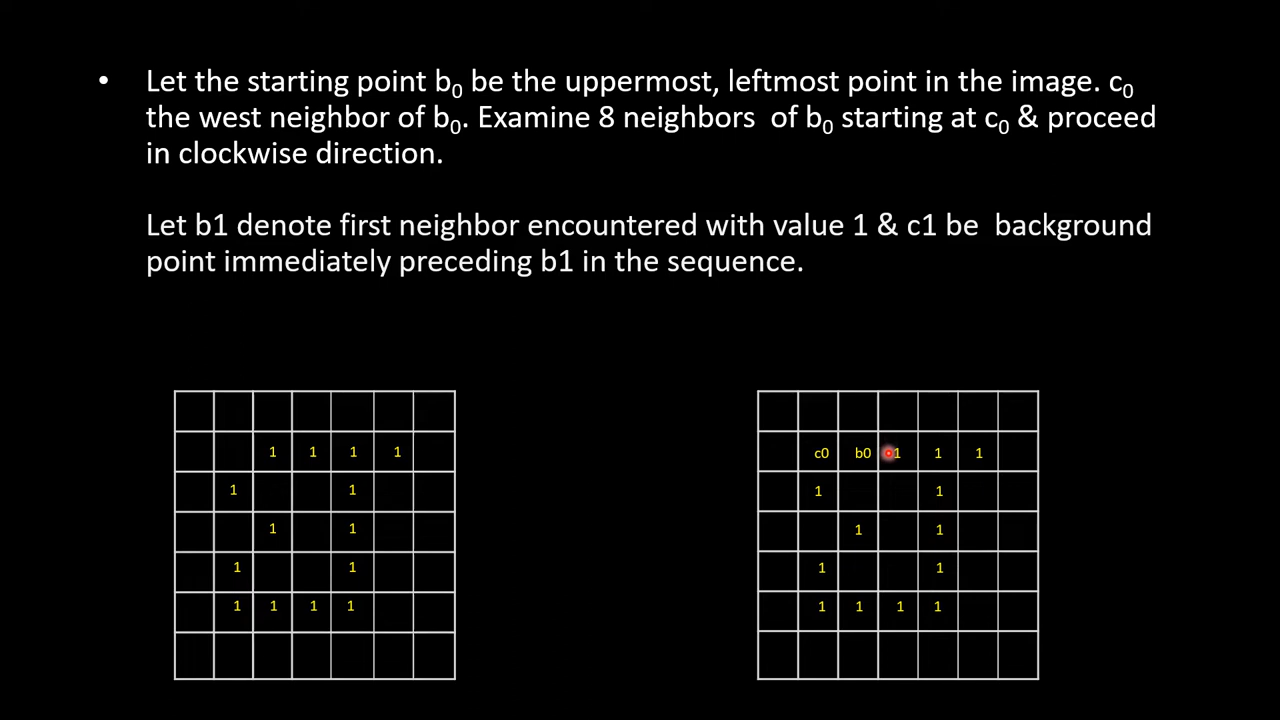 • Let the starting point b0 be the uppermost, leftmost point in the image. c0
the west neighbor of b0. Examine 8 neighbors of b0 starting at c0 & proceed
in clockwise direction.
Let b1 denote first neighbor encountered with value 1 & c1 be background
point immediately preceding b1 in the sequence.
1 1 1 1
1 1
1 1
1 1
1 1 1 1
c0 b0 1 1 1
1 1
1 1
1 1
1 1 1 1